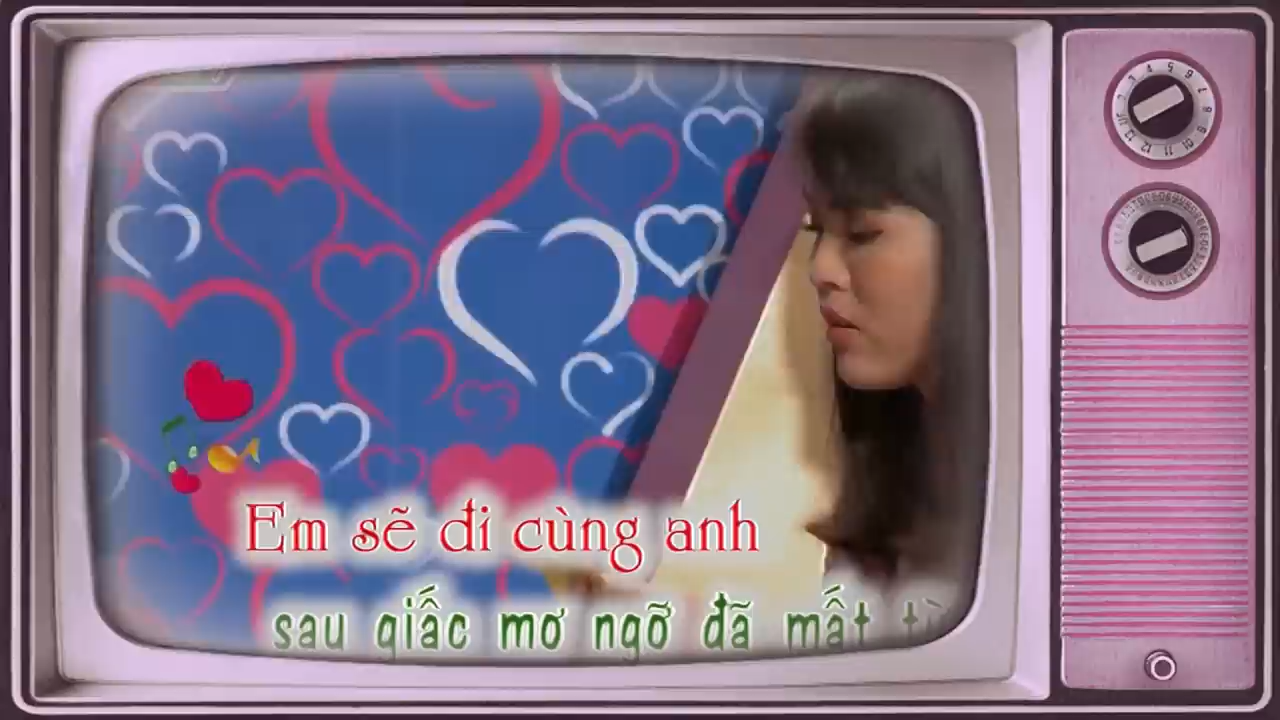 Em sẽ đi cùng anh
sau giấc mơ ngỡ đã mất